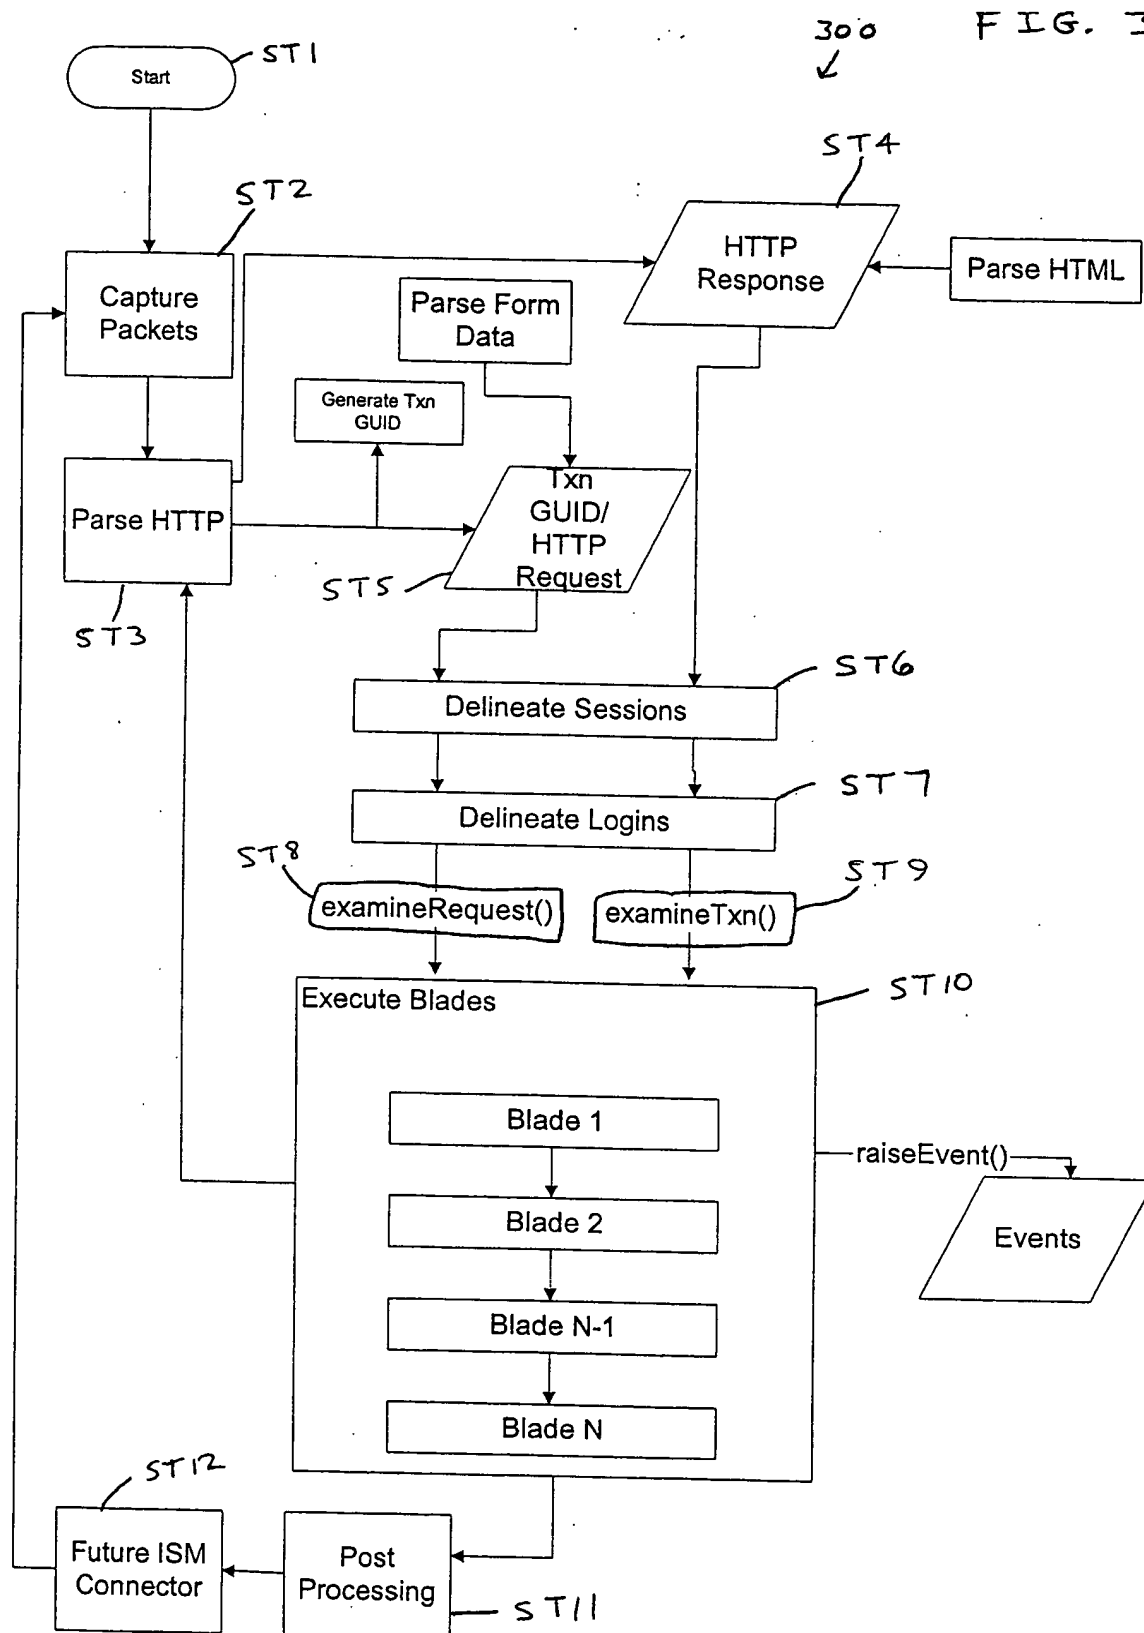 300
FIG. 3
Start
ST1
ST2
ST4
HTTP
Response
Parse HTML
Capture
Packets
Parse Form
Data
Generate Txn
GUID
Parse HTTP
Txn
GUID/
HTTP
Request
ST5
ST3
ST6
Delineate Sessions
ST7
Delineate Logins
ST8
ST9
examineRequest()
examineTxn()
ST10
Execute Blades
Blade 1
raiseEvent()
Blade 2
Events
Blade N-1
Blade N
ST12
Future ISM
Connector
Post
Processing
ST11